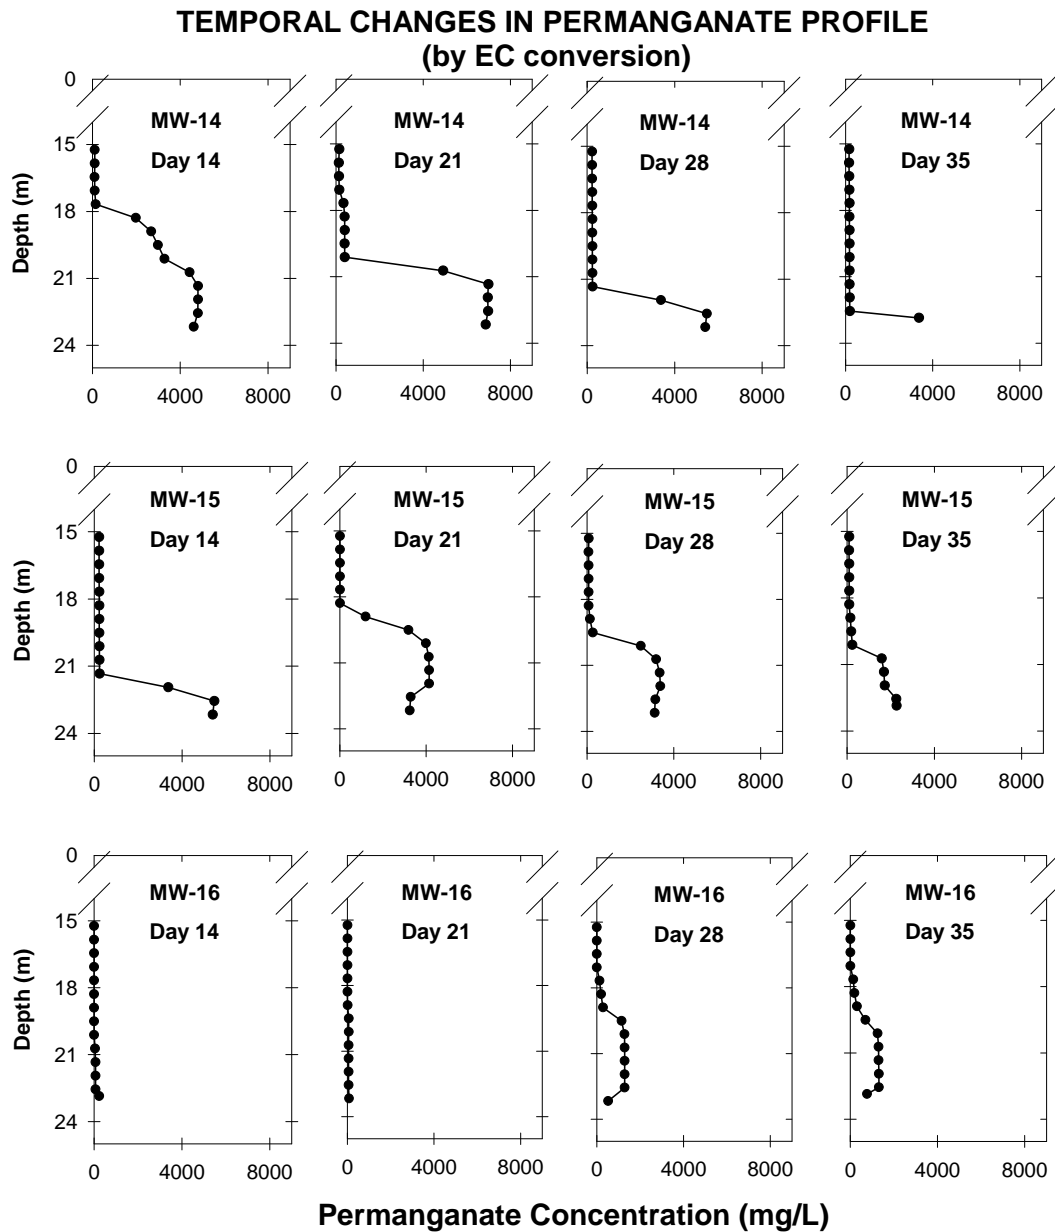 TEMPORAL CHANGES IN PERMANGANATE PROFILE
(by EC conversion)
0
MW-14
Day 14
MW-14
Day 21
MW-14
Day 28
MW-14
Day 35
15
18
21
24
Depth (m)
0 4000 8000
0 4000 8000
0 4000 8000
0 4000 8000
0
MW-15
Day 14
MW-15
Day 21
MW-15
Day 28
MW-15
Day 35
15
18
21
24
Depth (m)
0 4000 8000
0 4000 8000
0 4000 8000
0 4000 8000
0
MW-16
Day 14
MW-16
Day 21
MW-16
Day 28
MW-16
Day 35
15
18
21
24
Depth (m)
0 4000 8000
0 4000 8000
0 4000 8000
0 4000 8000
Permanganate Concentration (mg/L)